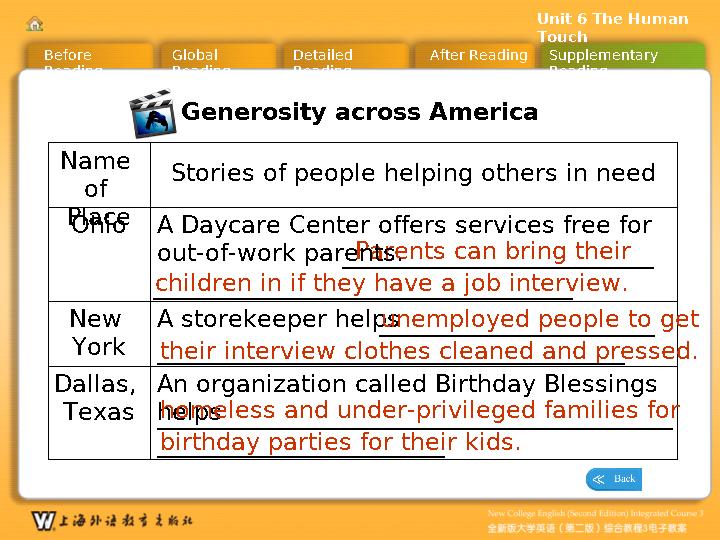 Unit 6 The Human
Touch
Before
Reading
Global
Reading
Detailed
Reading
After Reading
Supplementary
Reading
Generosity across America
Name
of
Place
Stories of people helping others in need
Ohio
A Daycare Center offers services free for
out-of-work parents.
Parents can bring their
children in if they have a job interview.
New
York
A storekeeper helps
unemployed people to get
their interview clothes cleaned and pressed.
Dallas,
Texas
An organization called Birthday Blessings
helps
homeless and under-privileged families for
birthday parties for their kids.
Back
W 上海外语教育出版社
New College English (Second Edition) Integrated Course 3
全新版大学英语（第二版）综合教程3电子教案